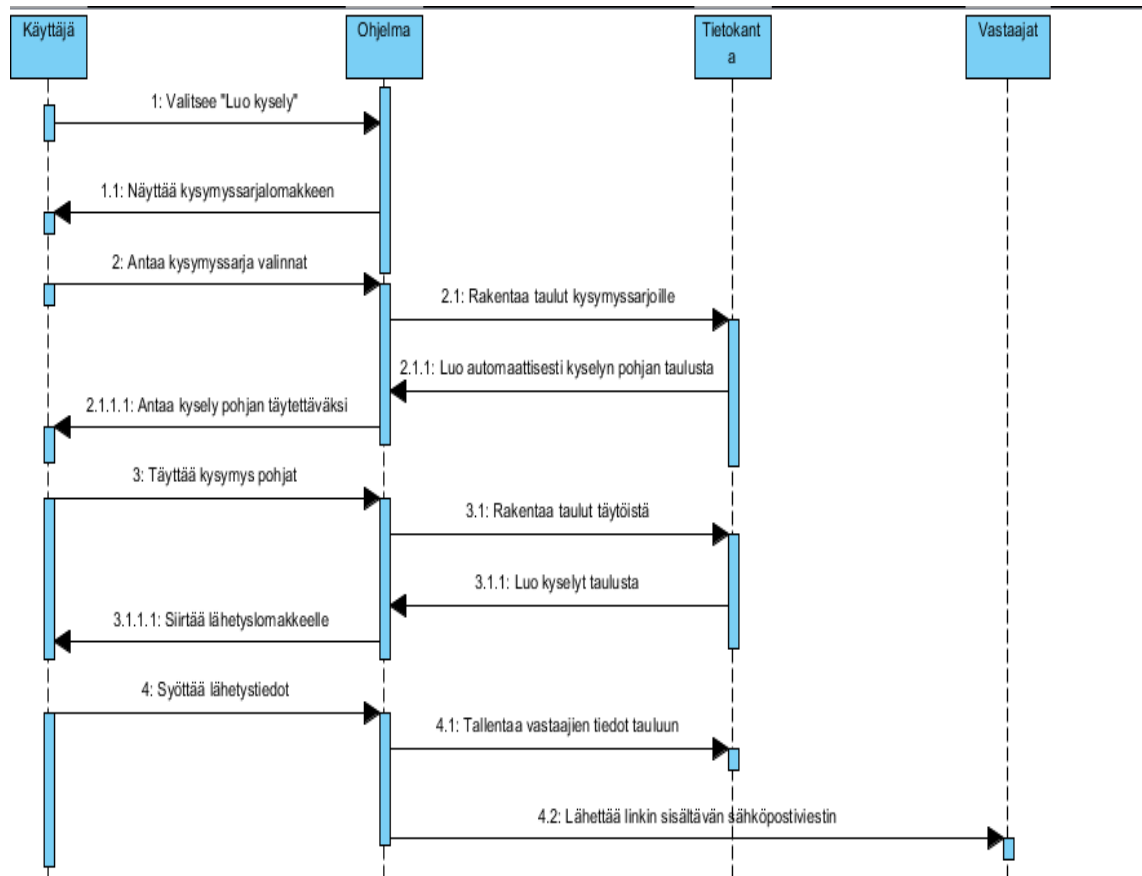 Käyttäjä
Ohjelma
Tietokant
a
Vastaajat
1: Valitsee "Luo kysely"
1.1: Näyttää kysymyssarjalomakkeen
2: Antaa kysymyssarja valinnat
2.1: Rakentaa taulut kysymyssarjoille
2.1.1: Luo automaattisesti kyselyn pohjan taulusta
2.1.1.1: Antaa kysely pohjan täytettäväksi
3: Täyttää kysymys pohjat
3.1: Rakentaa taulut täytöistä
3.1.1: Luo kyselyt taulusta
3.1.1.1: Siirtää lähetyslomakkeelle
4: Syöttää lähetystiedot
4.1: Tallentaa vastaajien tiedot tauluun
4.2: Lähettää linkin sisältävän sähköpostiviestin